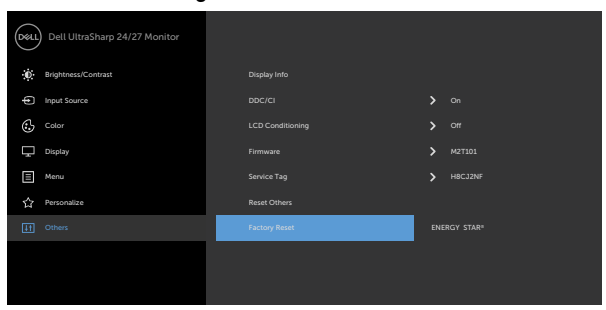 DELL Dell UltraSharp 24/27 Monitor
Brightness/Contrast Display Info
Input Source DDC/CI On
Color LCD Conditioning Off
Display Firmware M2T101
Menu Service Tag H8CJ2NF
Personalize Reset Others
Others Factory Reset ENERGY STAR®